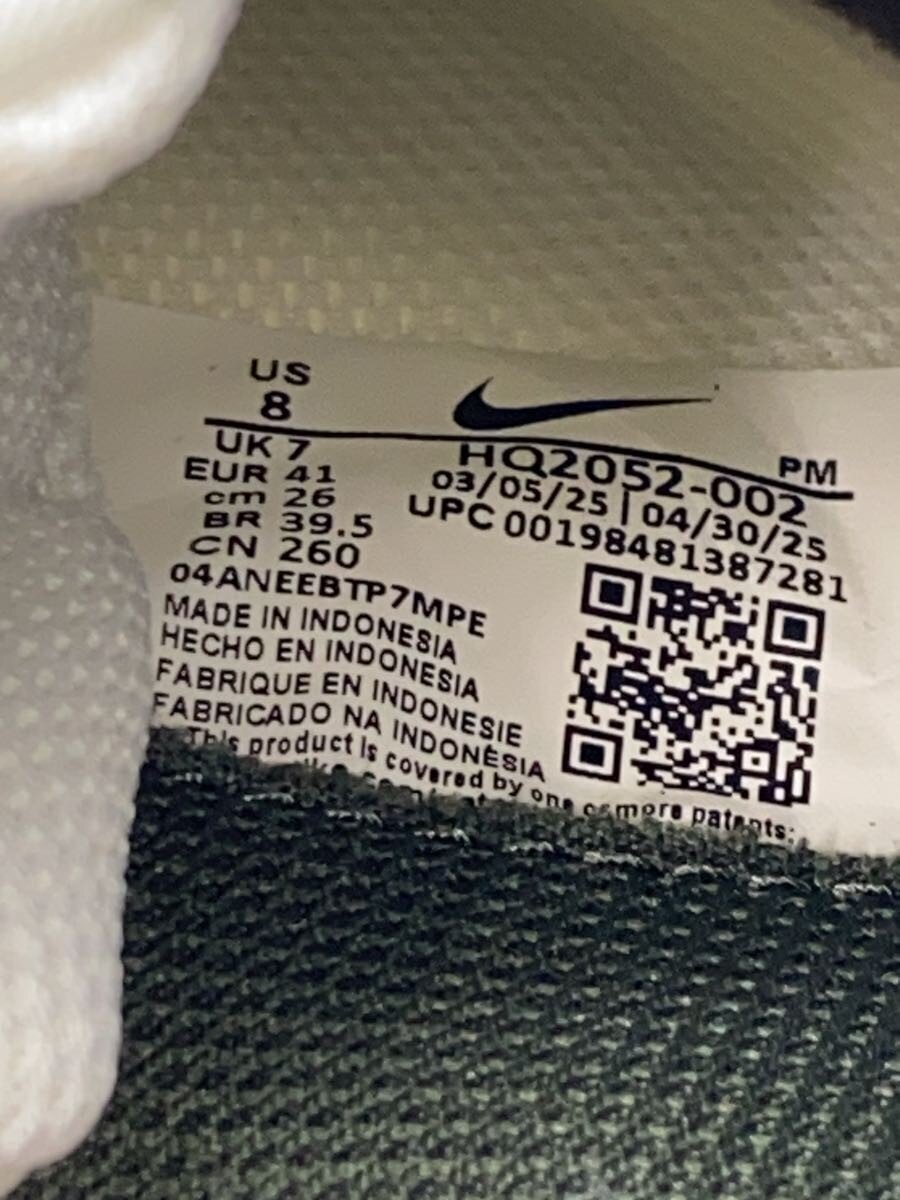 US
8
UK 7
EUR 41
cm 26
BR 39.5
CN 260
PM
HQ2052-002
03/05/25 | 04/30/25
UPC 00198481387281
04ANEEBTP7MPE
MADE IN INDONESIA
HECHO EN INDONESIA
FABRIQUE EN INDONESIE
FABRICADO NA INDONÉSIA
This product is covered by one or more patents: